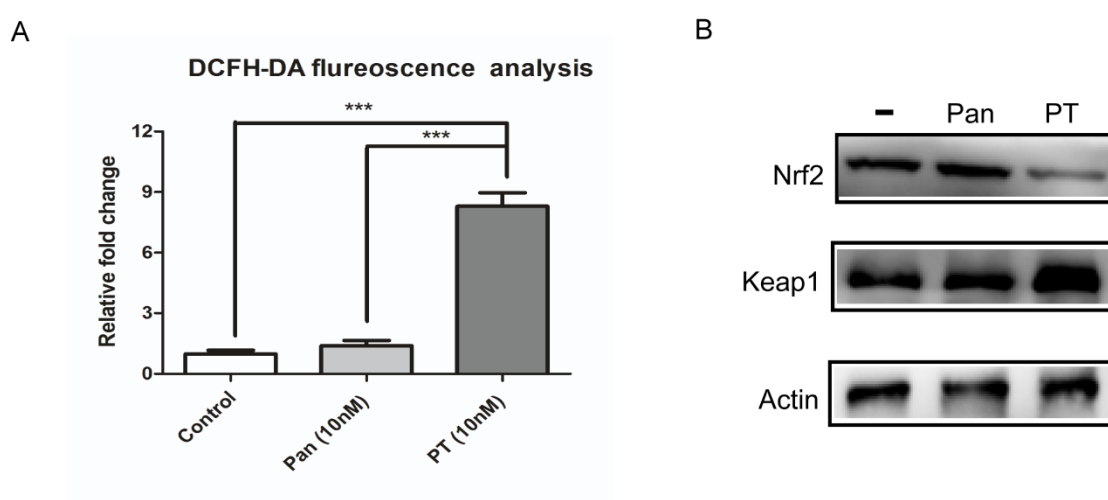 A
DCFH-DA flureoscence analysis
***
***
Relative fold change
12
9
6
3
0
Control
Pan (10nM)
PT (10nM)
B
– Pan PT
Nrf2
Keap1
Actin